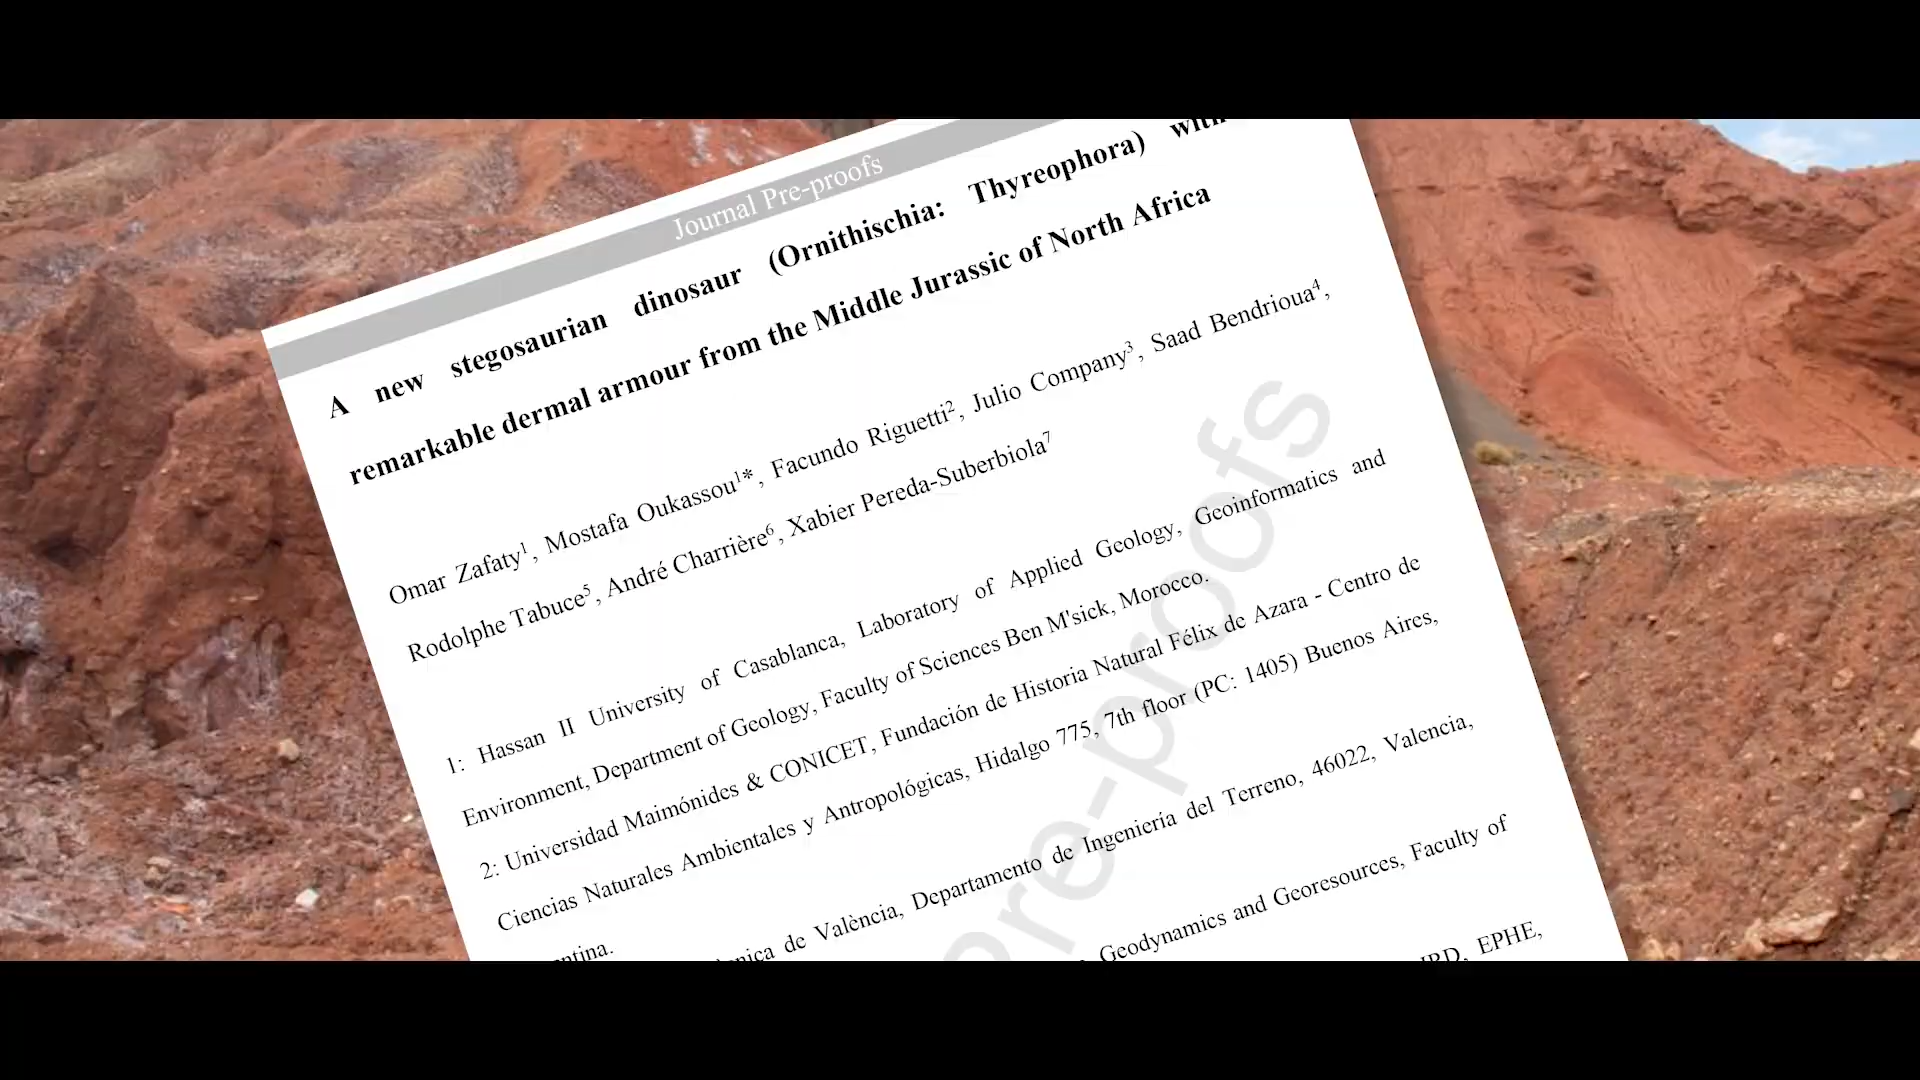 Journal Pre-proofs
A new stegosaurian dinosaur (Ornithischia: Thyreophora) with
remarkable dermal armour from the Middle Jurassic of North Africa
Omar Zafaty1, Mostafa Oukassou1*, Facundo Riguetti2, Julio Company3, Saad Bendrioua4,
Rodolphe Tabuce5, André Charrière6, Xabier Pereda-Suberbiola7
1: Hassan II University of Casablanca, Laboratory of Applied Geology, Geoinformatics and
Environment, Department of Geology, Faculty of Sciences Ben M'sick, Morocco.
2: Universidad Maimónides & CONICET, Fundación de Historia Natural Félix de Azara - Centro de
Ciencias Naturales Ambientales y Antropológicas, Hidalgo 775, 7th floor (PC: 1405) Buenos Aires,
de València, Departamento de Ingeniería del Terreno, 46022, Valencia,
Geodynamics and Georesources, Faculty of
IRD, EPHE,
Pre-proofs